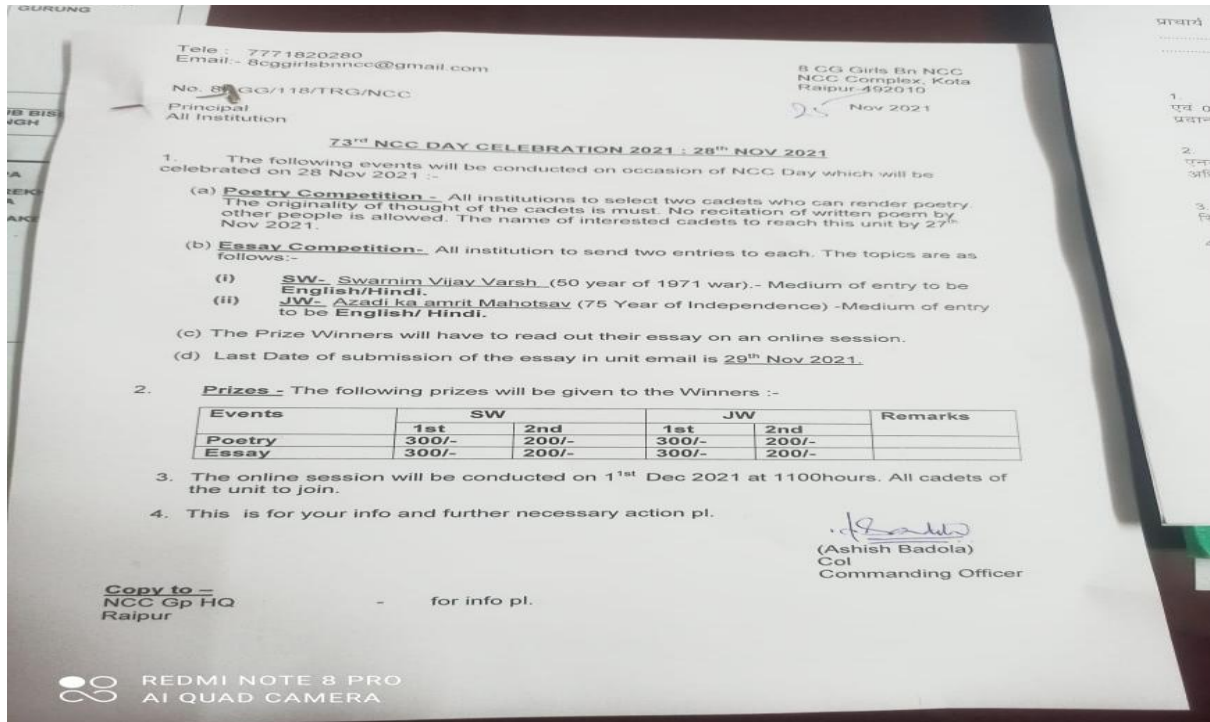 GURUNG
Tele : 7771820280
Email:- 8cggirlsbnncc@gmail.com
8 CG Girls Bn NCC
NCC Complex, Kota
Raipur-492010
25 Nov 2021
GG/118/TRG/NCC
Principal
All Institution
73rd NCC DAY CELEBRATION 2021 : 28th NOV 2021
1. The following events will be conducted on occasion of NCC Day which will be
celebrated on 28 Nov 2021 :-
(a) Poetry Competition - All institutions to select two cadets who can render poetry.
The originality of thought of the cadets is must. No recitation of written poem by
other people is allowed. The name of interested cadets to reach this unit by 27th
Nov 2021.
(b) Essay Competition- All institution to send two entries to each. The topics are as
follows:-
(i) SW- Swarnim Vijay Varsh (50 year of 1971 war).- Medium of entry to be
English/Hindi.
(ii) JW- Azadi ka amrit Mahotsav (75 Year of Independence) -Medium of entry
to be English/ Hindi.
(c) The Prize Winners will have to read out their essay on an online session.
(d) Last Date of submission of the essay in unit email is 29th Nov 2021.
2. Prizes - The following prizes will be given to the Winners :-
Events SW JW Remarks
1st 2nd 1st 2nd
Poetry 300/- 200/- 300/- 200/-
Essay 300/- 200/- 300/- 200/-
3. The online session will be conducted on 11st Dec 2021 at 1100hours. All cadets of
the unit to join.
4. This is for your info and further necessary action pl.
(Ashish Badola)
Col
Commanding Officer
Copy to –
NCC Gp HQ - for info pl.
Raipur
प्राचार्य
1.
एवं
2.
3.
REDMI NOTE 8 PRO
AI QUAD CAMERA